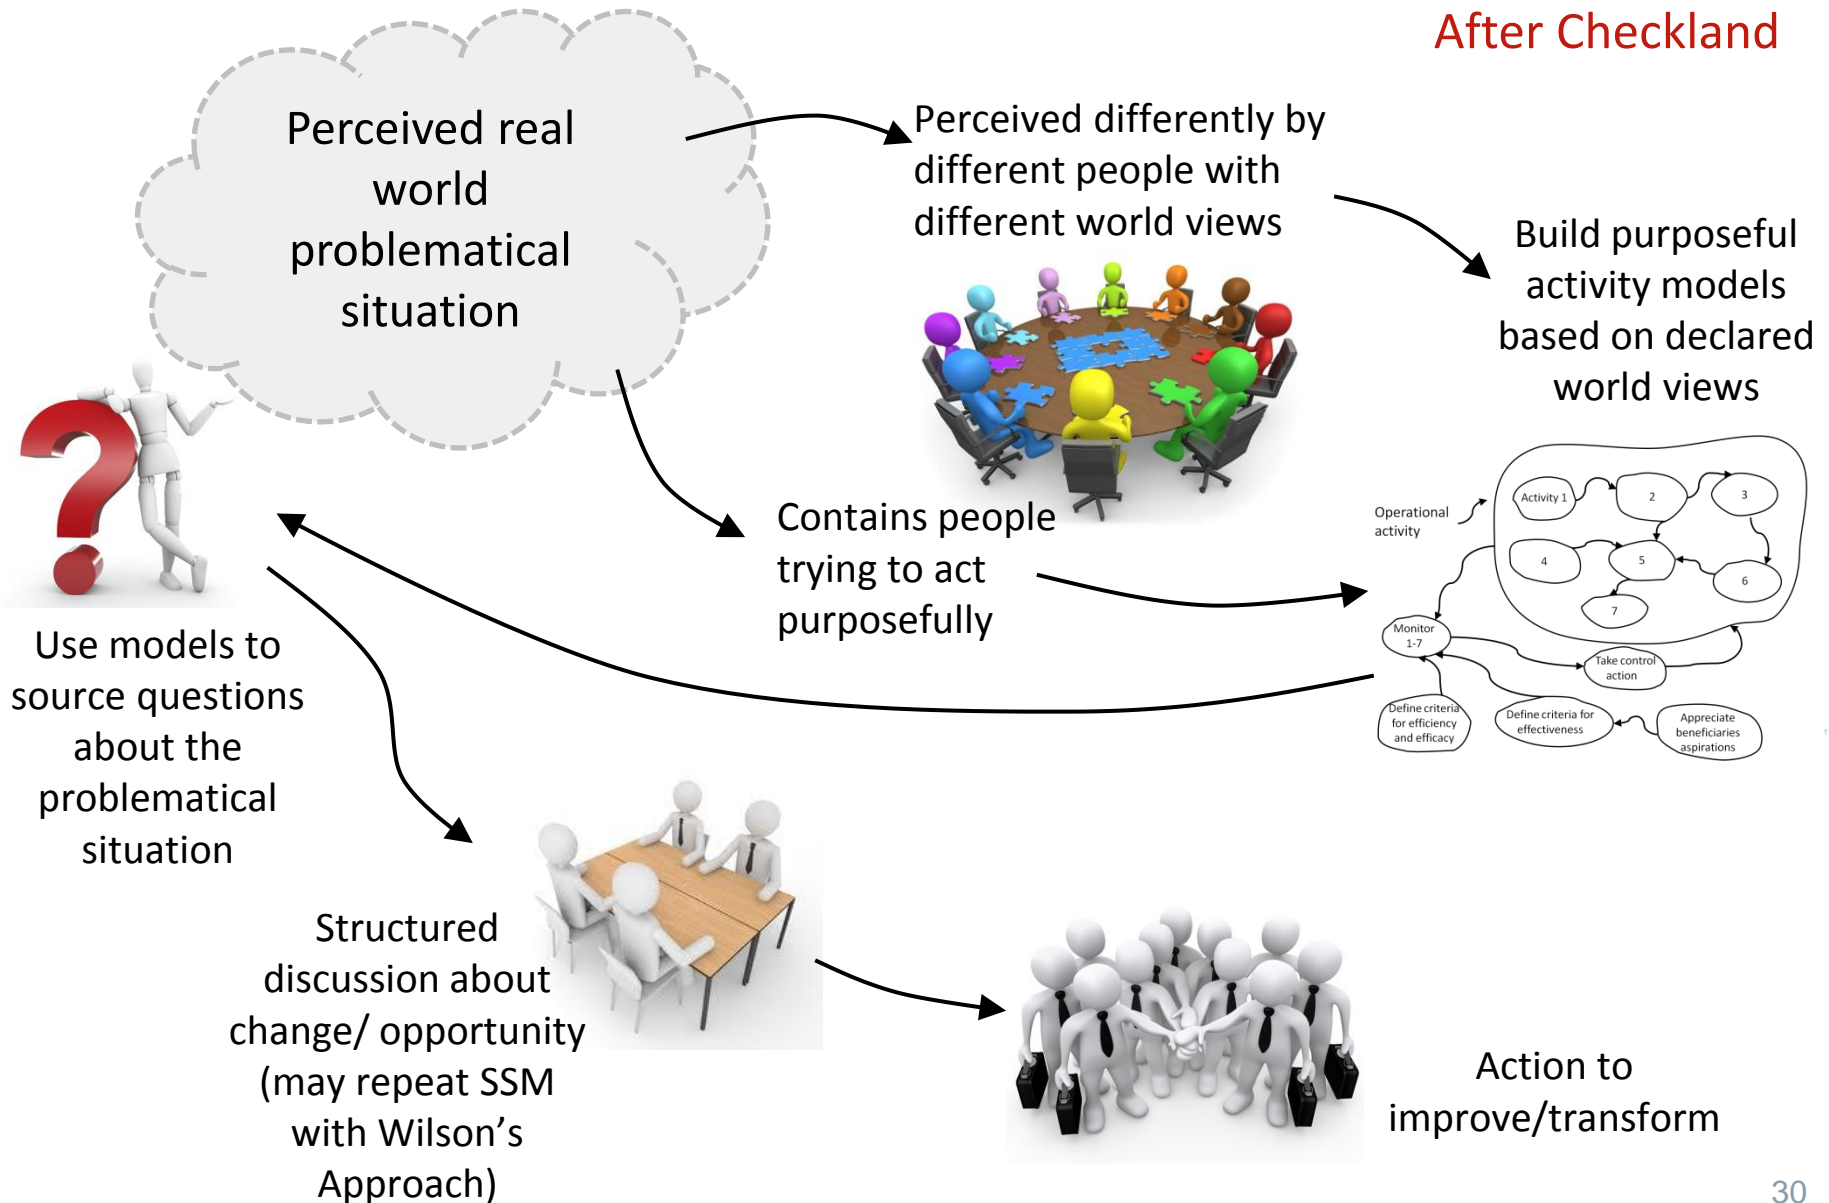 After Checkland
Perceived real
world
problematical
situation
Perceived differently by
different people with
different world views
Build purposeful
activity models
based on declared
world views
Contains people
trying to act
purposefully
Operational
activity
Activity 1
2
3
4
5
6
7
Monitor
1-7
Take control
action
Define criteria
for efficiency
and efficacy
Define criteria for
effectiveness
Appreciate
beneficiaries
aspirations
Use models to
source questions
about the
problematical
situation
Structured
discussion about
change/ opportunity
(may repeat SSM
with Wilson’s
Approach)
Action to
improve/transform
30